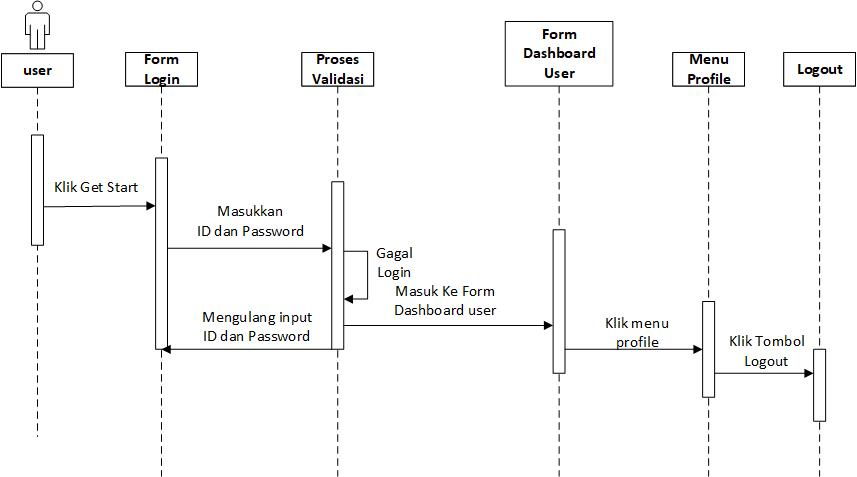 user
Form
Login
Proses
Validasi
Form
Dashboard
User
Menu
Profile
Logout
Klik Get Start
Masukkan
ID dan Password
Gagal
Login
Masuk Ke Form
Dashboard user
Mengulang input
ID dan Password
Klik menu
profile
Klik Tombol
Logout